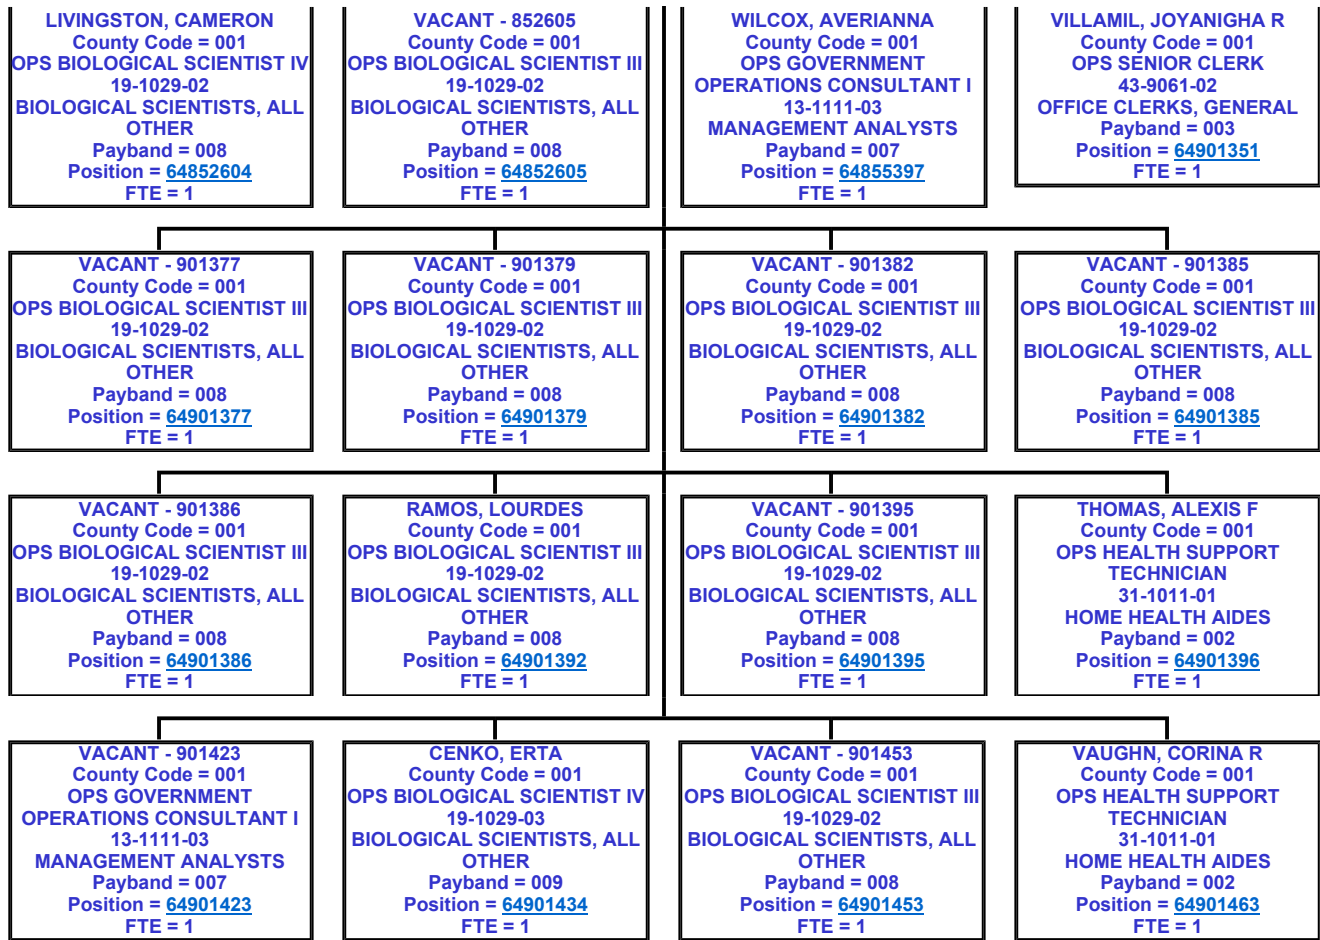 LIVINGSTON, CAMERON
County Code = 001
OPS BIOLOGICAL SCIENTIST IV
19-1029-02
BIOLOGICAL SCIENTISTS, ALL
OTHER
Payband = 008
Position = 64852604
FTE = 1
VACANT - 852605
County Code = 001
OPS BIOLOGICAL SCIENTIST III
19-1029-02
BIOLOGICAL SCIENTISTS, ALL
OTHER
Payband = 008
Position = 64852605
FTE = 1
WILCOX, AVERIANNA
County Code = 001
OPS GOVERNMENT
OPERATIONS CONSULTANT I
13-1111-03
MANAGEMENT ANALYSTS
Payband = 007
Position = 64855397
FTE = 1
VILLAMIL, JOYANIGHA R
County Code = 001
OPS SENIOR CLERK
43-9061-02
OFFICE CLERKS, GENERAL
Payband = 003
Position = 64901351
FTE = 1
VACANT - 901377
County Code = 001
OPS BIOLOGICAL SCIENTIST III
19-1029-02
BIOLOGICAL SCIENTISTS, ALL
OTHER
Payband = 008
Position = 64901377
FTE = 1
VACANT - 901379
County Code = 001
OPS BIOLOGICAL SCIENTIST III
19-1029-02
BIOLOGICAL SCIENTISTS, ALL
OTHER
Payband = 008
Position = 64901379
FTE = 1
VACANT - 901382
County Code = 001
OPS BIOLOGICAL SCIENTIST III
19-1029-02
BIOLOGICAL SCIENTISTS, ALL
OTHER
Payband = 008
Position = 64901382
FTE = 1
VACANT - 901385
County Code = 001
OPS BIOLOGICAL SCIENTIST III
19-1029-02
BIOLOGICAL SCIENTISTS, ALL
OTHER
Payband = 008
Position = 64901385
FTE = 1
VACANT - 901386
County Code = 001
OPS BIOLOGICAL SCIENTIST III
19-1029-02
BIOLOGICAL SCIENTISTS, ALL
OTHER
Payband = 008
Position = 64901386
FTE = 1
RAMOS, LOURDES
County Code = 001
OPS BIOLOGICAL SCIENTIST III
19-1029-02
BIOLOGICAL SCIENTISTS, ALL
OTHER
Payband = 008
Position = 64901392
FTE = 1
VACANT - 901395
County Code = 001
OPS BIOLOGICAL SCIENTIST III
19-1029-02
BIOLOGICAL SCIENTISTS, ALL
OTHER
Payband = 008
Position = 64901395
FTE = 1
THOMAS, ALEXIS F
County Code = 001
OPS HEALTH SUPPORT
TECHNICIAN
31-1011-01
HOME HEALTH AIDES
Payband = 002
Position = 64901396
FTE = 1
VACANT - 901423
County Code = 001
OPS GOVERNMENT
OPERATIONS CONSULTANT I
13-1111-03
MANAGEMENT ANALYSTS
Payband = 007
Position = 64901423
FTE = 1
CENKO, ERTA
County Code = 001
OPS BIOLOGICAL SCIENTIST IV
19-1029-03
BIOLOGICAL SCIENTISTS, ALL
OTHER
Payband = 009
Position = 64901434
FTE = 1
VACANT - 901453
County Code = 001
OPS BIOLOGICAL SCIENTIST III
19-1029-02
BIOLOGICAL SCIENTISTS, ALL
OTHER
Payband = 008
Position = 64901453
FTE = 1
VAUGHN, CORINA R
County Code = 001
OPS HEALTH SUPPORT
TECHNICIAN
31-1011-01
HOME HEALTH AIDES
Payband = 002
Position = 64901463
FTE = 1